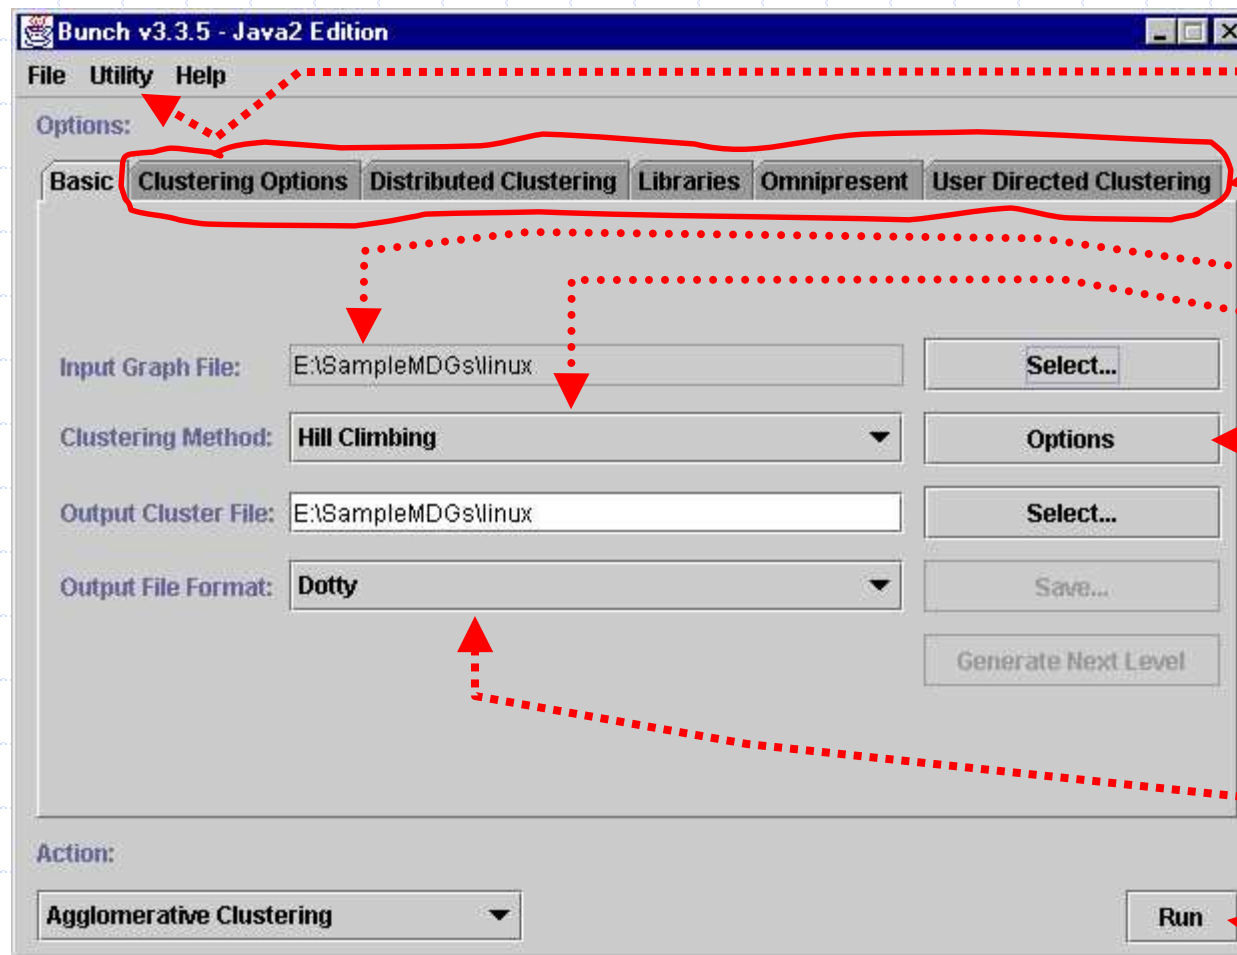 Bunch v3.3.5 - Java2 Edition
File Utility Help
Options:
Basic Clustering Options Distributed Clustering Libraries Omnipresent User Directed Clustering
Input Graph File: E:\SampleMDGs\linux Select...
Clustering Method: Hill Climbing Options
Output Cluster File: E:\SampleMDGs\linux Select...
Output File Format: Dotty Save...
Generate Next Level
Action:
Agglomerative Clustering Run